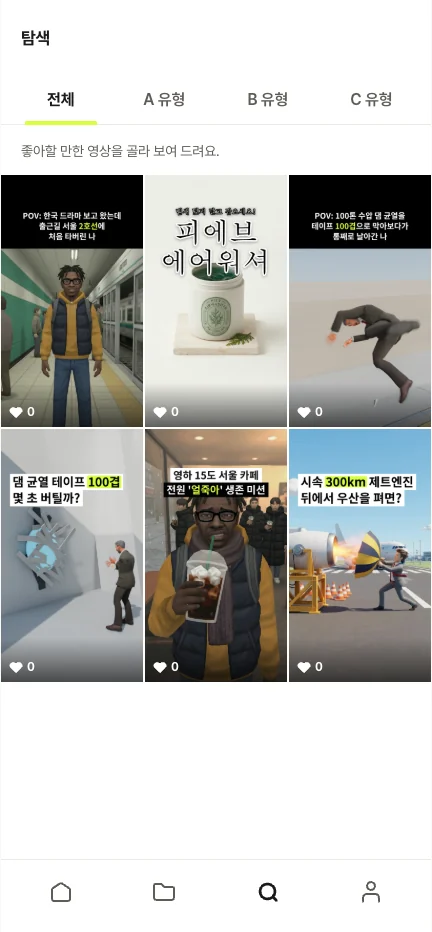 탐색
전체
A 유형
B 유형
C 유형
좋아할 만한 영상을 골라 보여 드려요.
POV: 한국 드라마 보고 왔는데
출근길 서울 2호선에
처음 타버린 나
0
피에브
에어워셔
0
POV: 100톤 수압 댐 균열을
테이프 100겹으로 막아보다가
통째로 날아간 나
0
댐 균열 테이프 100겹
몇 초 버틸까?
0
영하 15도 서울 카페
전원 '얼죽아' 생존 미션
0
시속 300km 제트엔진
뒤에서 우산을 펴면?
0